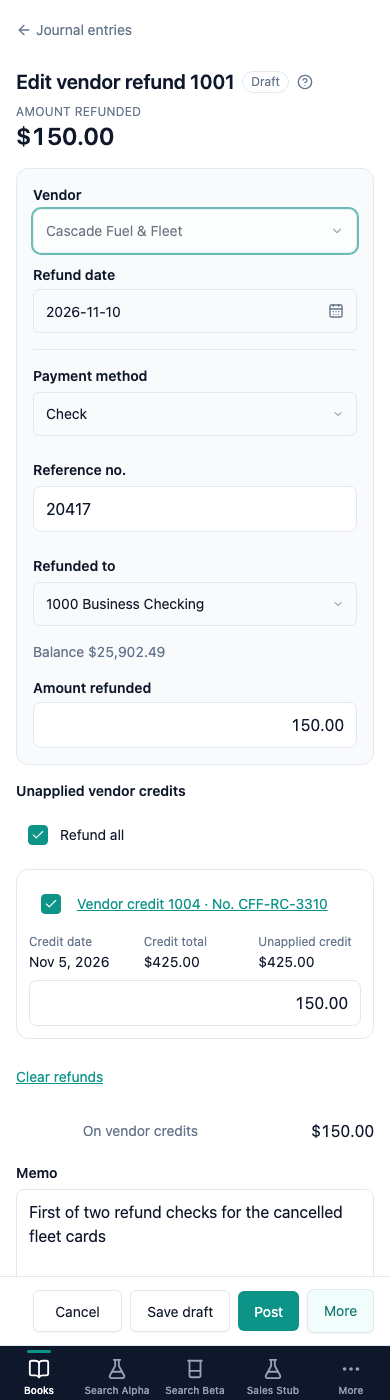 Journal entries
Edit vendor refund 1001 Draft
AMOUNT REFUNDED
$150.00
Vendor
Cascade Fuel & Fleet
Refund date
2026-11-10
Payment method
Check
Reference no.
20417
Refunded to
1000 Business Checking
Balance $25,902.49
Amount refunded
150.00
Unapplied vendor credits
Refund all
Vendor credit 1004 · No. CFF-RC-3310
Credit date Credit total Unapplied credit
Nov 5, 2026 $425.00 $425.00
150.00
Clear refunds
On vendor credits $150.00
Memo
First of two refund checks for the cancelled
fleet cards
Cancel Save draft Post More
Books Search Alpha Search Beta Sales Stub More